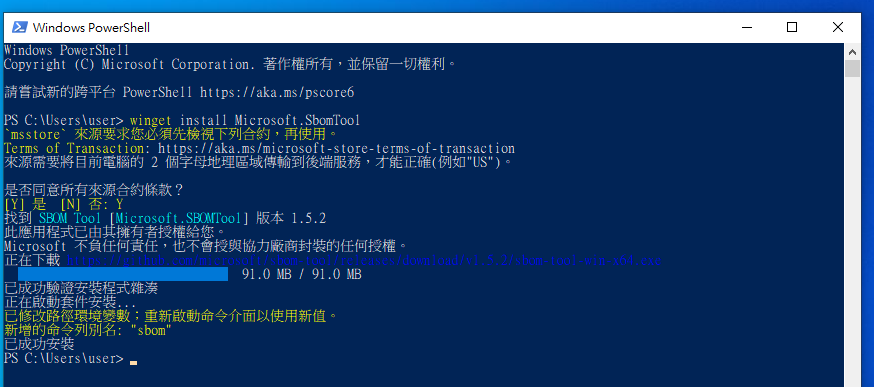 Windows PowerShell
Windows PowerShell
Copyright (C) Microsoft Corporation. 著作權所有，並保留一切權利。
請嘗試新的跨平台 PowerShell https://aka.ms/pscore6
PS C:\Users\user> winget install Microsoft.SbomTool
`msstore` 來源要求您必須先檢視下列合約，再使用。
Terms of Transaction: https://aka.ms/microsoft-store-terms-of-transaction
來源需要將目前電腦的 2 個字母地理區域傳輸到後端服務，才能正確(例如"US")。
是否同意所有來源合約條款？
[Y] 是  [N] 否: Y
找到 SBOM Tool [Microsoft.SBOMTool] 版本 1.5.2
此應用程式已由其擁有者授權給您。
Microsoft 不負任何責任，也不會授與協力廠商封裝的任何授權。
正在下載
91.0 MB / 91.0 MB
已成功驗證安裝程式雜湊
正在啟動套件安裝...
已修改路徑環境變數；重新啟動命令介面以使用新值。
新增的命令列別名: "sbom"
已成功安裝
PS C:\Users\user>